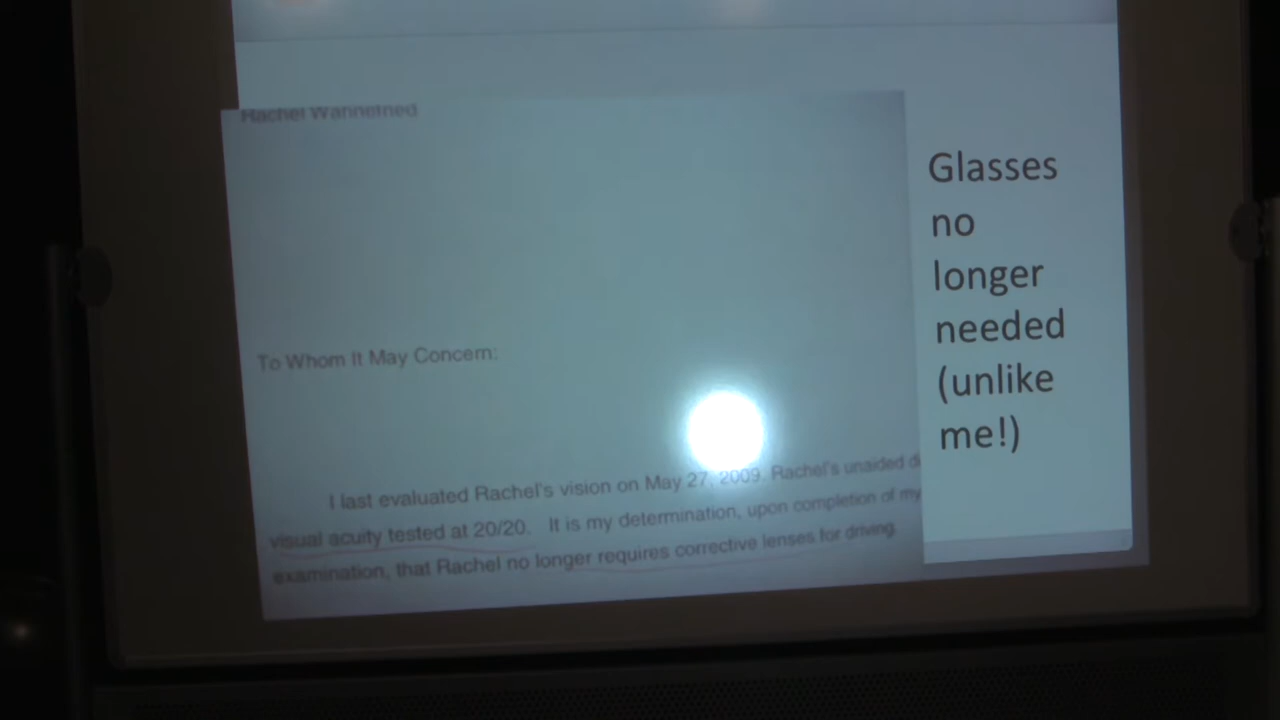 Rachel
To Whom It May Concern:
I last evaluated Rachel's vision on May 27, 2009. Rachel's unaided
visual acuity tested at 20/20. It is my determination, upon completion of my
examination, that Rachel no longer requires corrective lenses for driving.
Glasses
no
longer
needed
(unlike
me!)